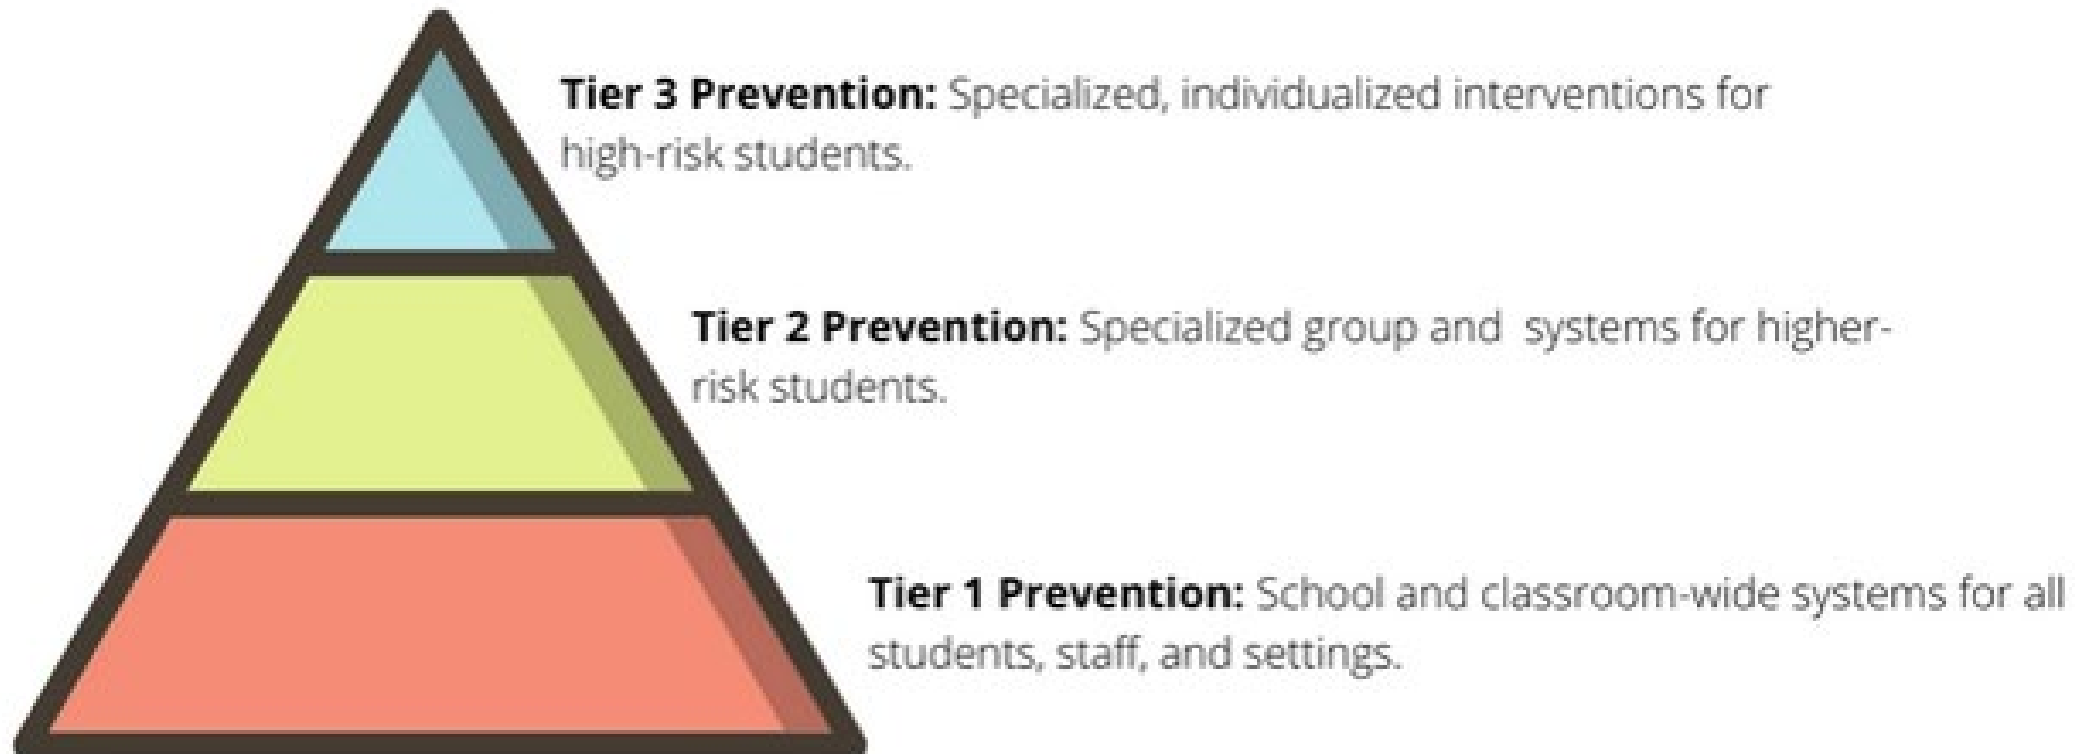 Tier 3 Prevention: Specialized, individualized interventions for
high-risk students.
Tier 2 Prevention: Specialized group and  systems for higher-
risk students.
Tier 1 Prevention: School and classroom-wide systems for all
students, staff, and settings.